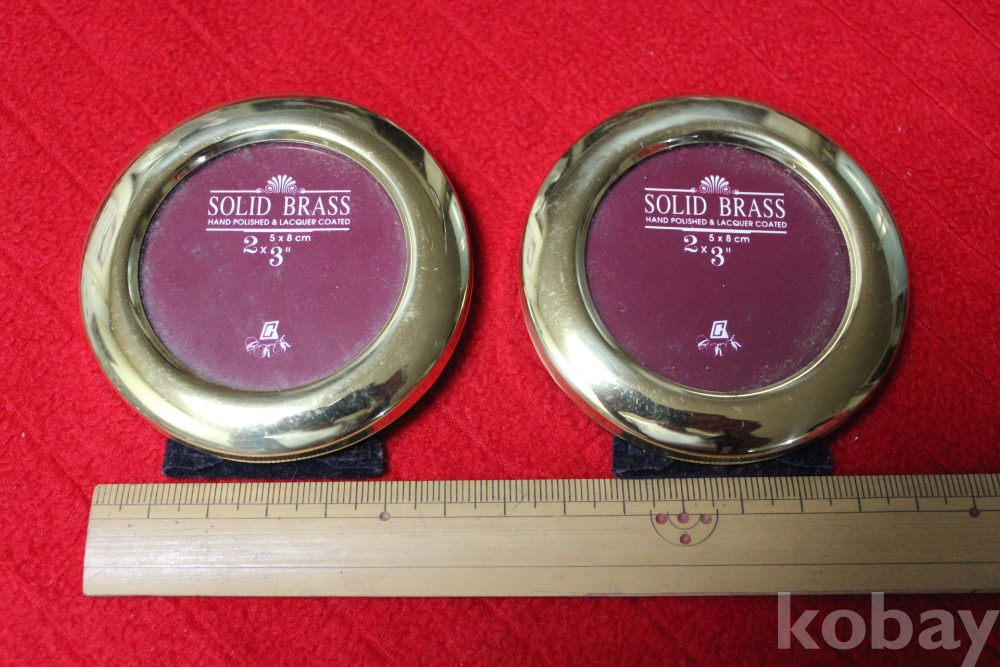 SOLID BRASS
HAND POLISHED & LACQUER COATED
5 x 8 cm
2 x 3"
SOLID BRASS
HAND POLISHED & LACQUER COATED
5 x 8 cm
2 x 3"
kobay